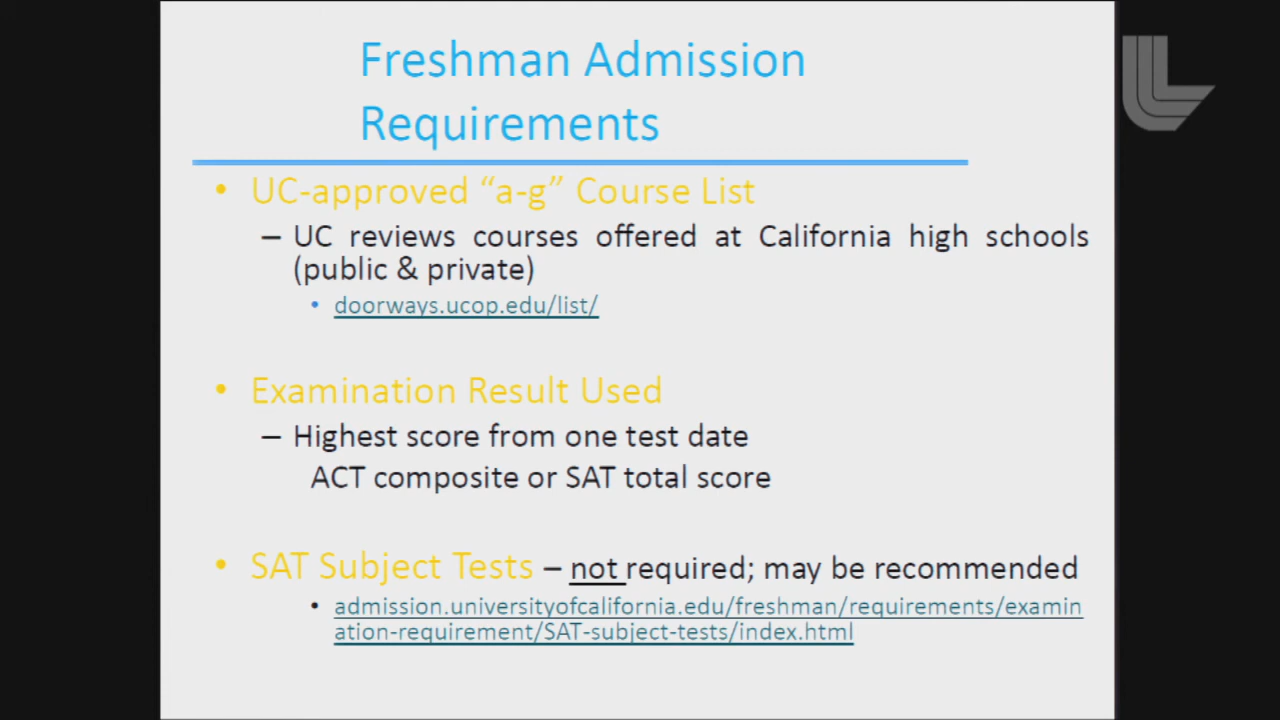 Freshman Admission
Requirements
• UC-approved “a-g” Course List
– UC reviews courses offered at California high schools
(public & private)
• doorways.ucop.edu/list/
• Examination Result Used
– Highest score from one test date
ACT composite or SAT total score
• SAT Subject Tests – not required; may be recommended
• admission.universityofcalifornia.edu/freshman/requirements/examin
ation-requirement/SAT-subject-tests/index.html